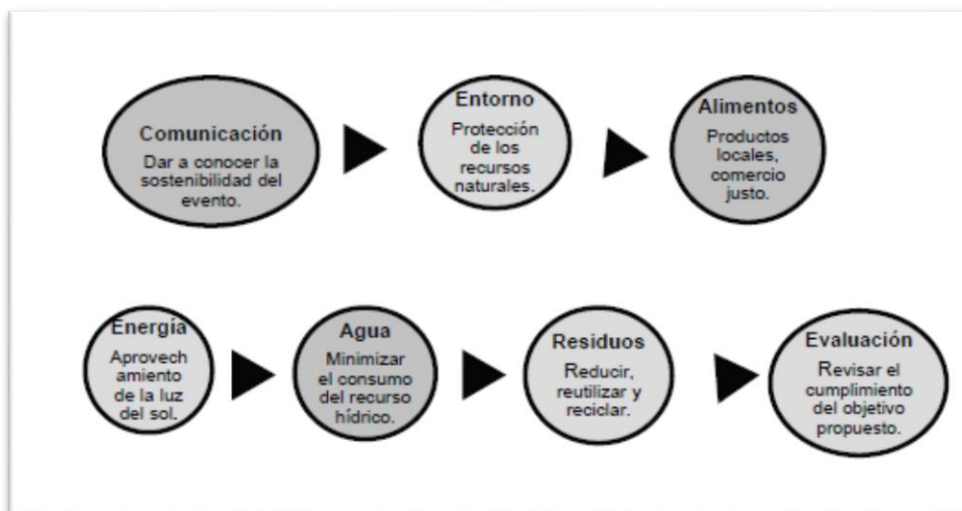 Comunicación
Dar a conocer la
sostenibilidad del
evento.
Entorno
Protección
de los
recursos
naturales.
Alimentos
Productos
locales,
comercio
justo.
Energía
Aprovech
amiento
de la luz
del sol.
Agua
Minimizar
el consumo
del recurso
hídrico.
Residuos
Reducir,
reutilizar y
reciclar.
Evaluación
Revisar el
cumplimiento
del objetivo
propuesto.